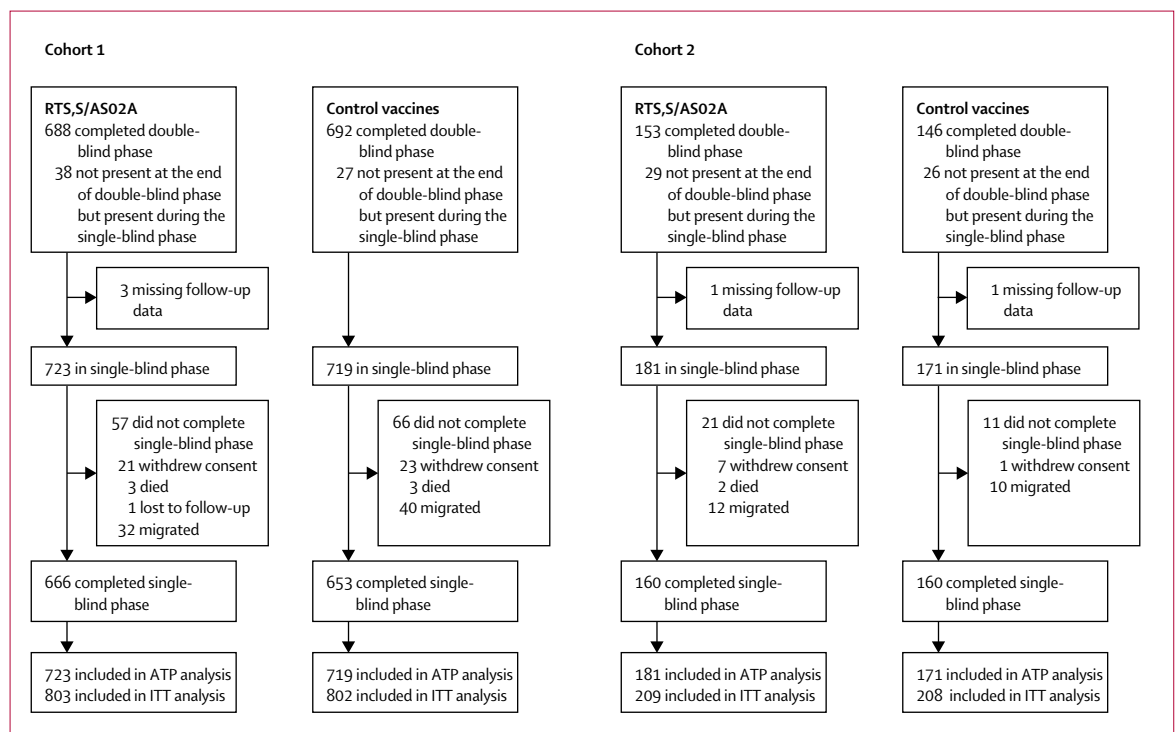 Cohort 1
RTS,S/AS02A
688 completed double-
blind phase
38 not present at the end
of double-blind phase
but present during the
single-blind phase
3 missing follow-up
data
723 in single-blind phase
57 did not complete
single-blind phase
21 withdrew consent
3 died
1 lost to follow-up
32 migrated
666 completed single-
blind phase
723 included in ATP analysis
803 included in ITT analysis
Control vaccines
692 completed double-
blind phase
27 not present at the end
of double-blind phase
but present during the
single-blind phase
719 in single-blind phase
66 did not complete
single-blind phase
23 withdrew consent
3 died
40 migrated
653 completed single-
blind phase
719 included in ATP analysis
802 included in ITT analysis
Cohort 2
RTS,S/AS02A
153 completed double-
blind phase
29 not present at the end
of double-blind phase
but present during the
single-blind phase
1 missing follow-up
data
181 in single-blind phase
21 did not complete
single-blind phase
7 withdrew consent
2 died
12 migrated
160 completed single-
blind phase
181 included in ATP analysis
209 included in ITT analysis
Control vaccines
146 completed double-
blind phase
26 not present at the end
of double-blind phase
but present during the
single-blind phase
1 missing follow-up
data
171 in single-blind phase
11 did not complete
single-blind phase
1 withdrew consent
10 migrated
160 completed single-
blind phase
171 included in ATP analysis
208 included in ITT analysis